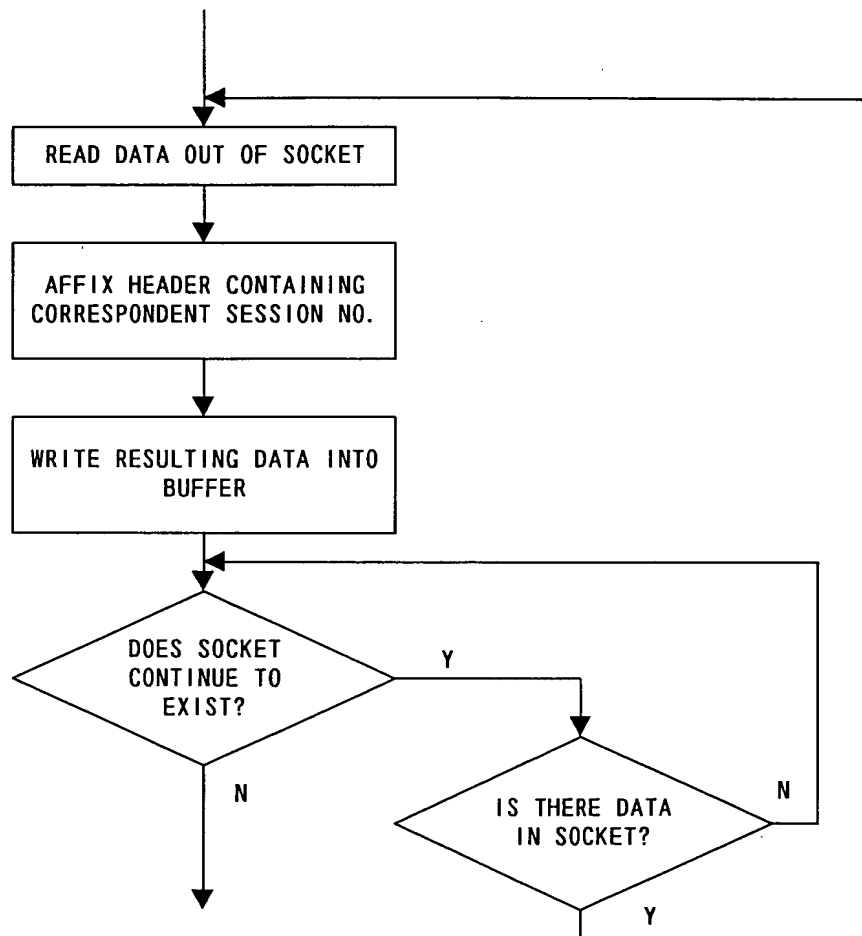 READ DATA OUT OF SOCKET
AFFIX HEADER CONTAINING
CORRESPONDENT SESSION NO.
WRITE RESULTING DATA INTO
BUFFER
DOES SOCKET
CONTINUE TO
EXIST?
Y
N
IS THERE DATA
IN SOCKET?
N
Y